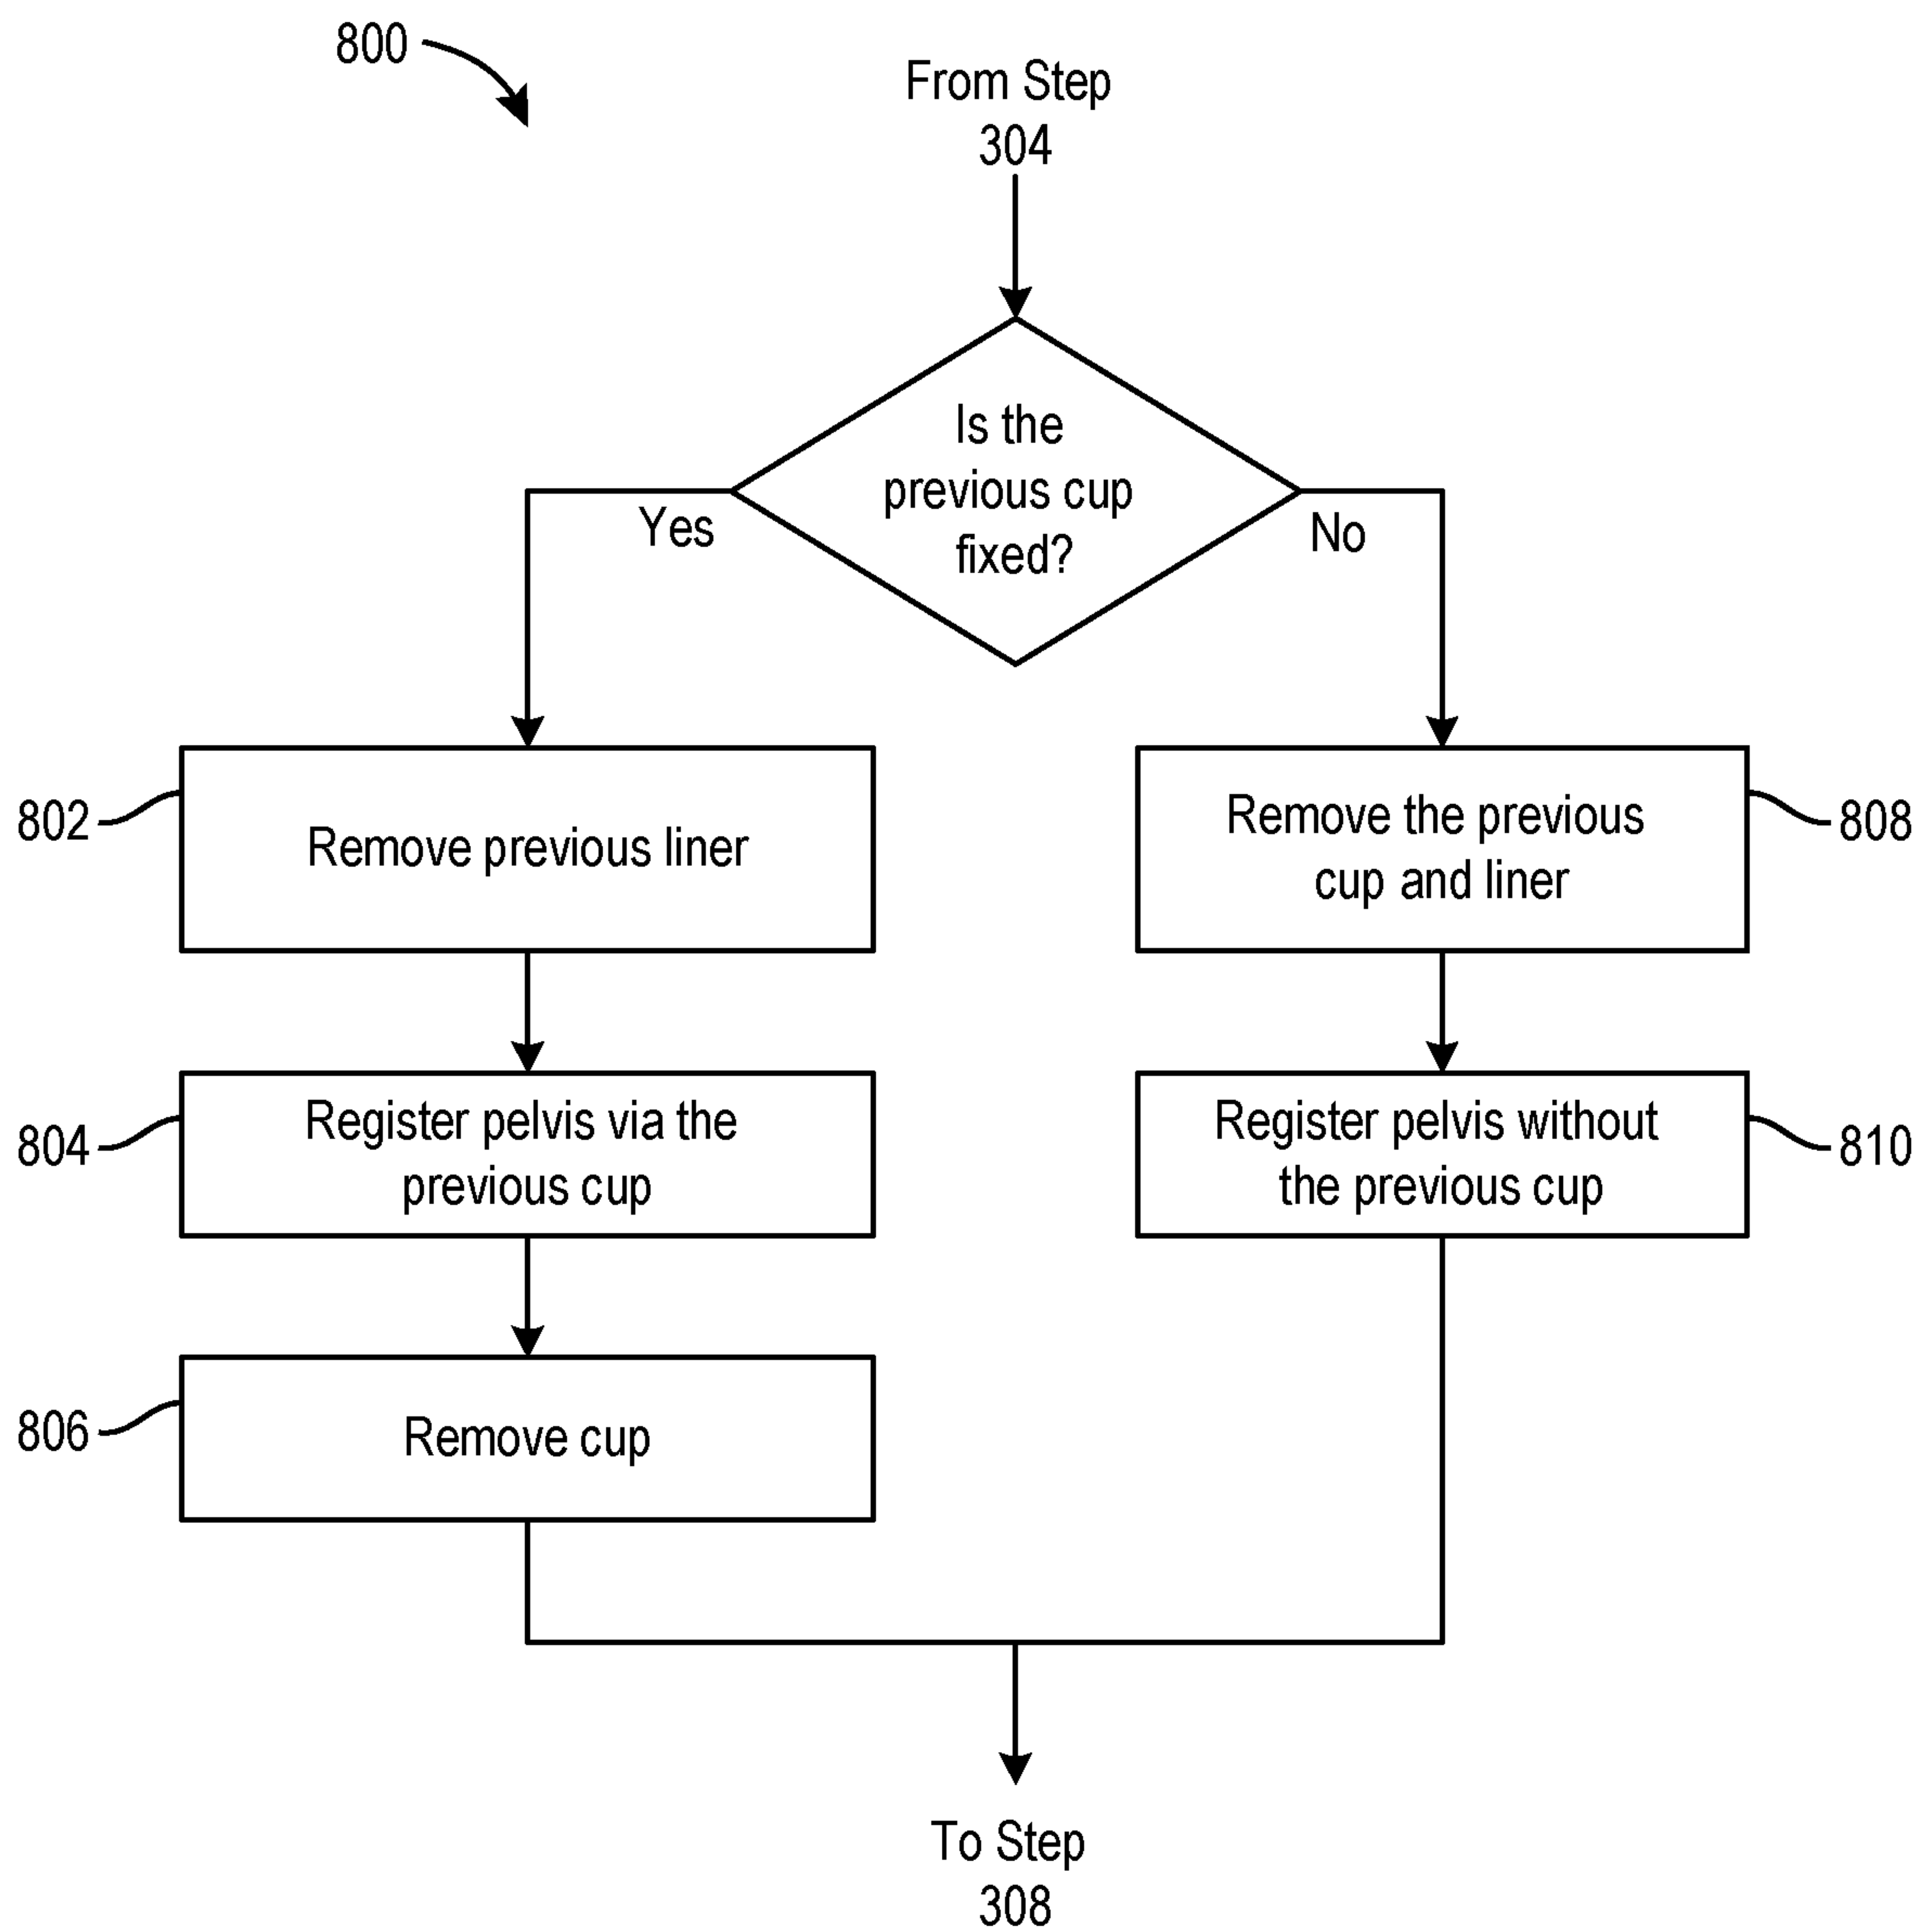 800
From Step
304
Is the
previous cup
fixed?
Yes
No
802
Remove previous liner
Remove the previous
cup and liner
808
804
Register pelvis via the
previous cup
Register pelvis without
the previous cup
810
806
Remove cup
To Step
308